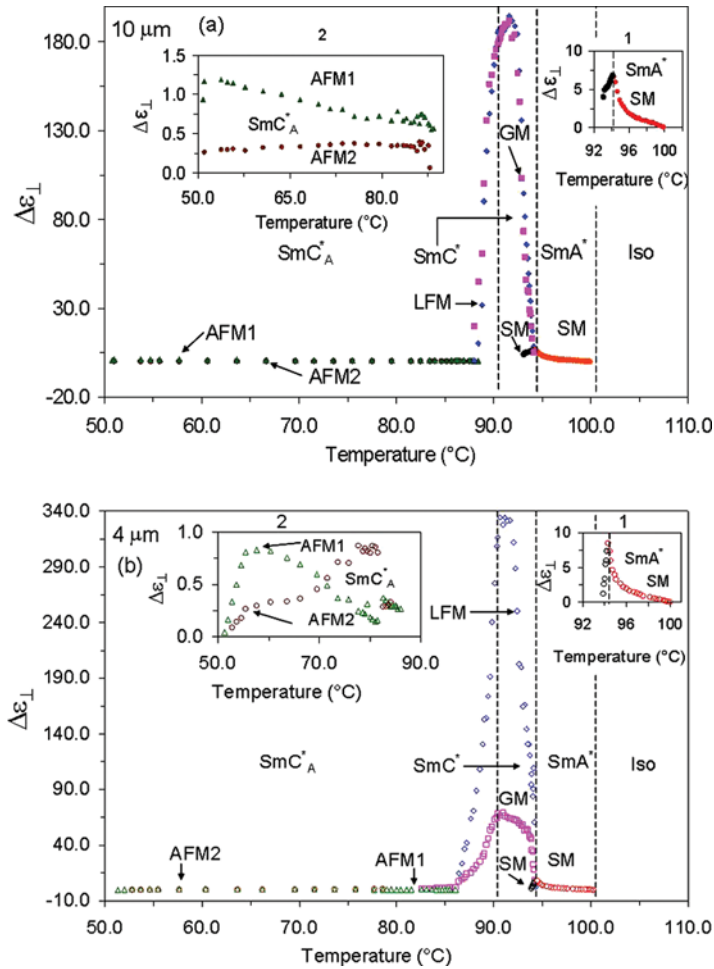 10 μm
(a)
2
1
180.0
130.0
80.0
30.0
-20.0
Δε⊥
1.5
1.0
0.5
0.0
Δε⊥
AFM1
SmC*A
AFM2
50.0 65.0 80.0
Temperature (°C)
10
5
0
Δε⊥
SmA*
SM
92 94 96 98 100
Temperature (°C)
GM
SmC*A
SmC*
SmA*
Iso
LFM
SM
SM
AFM1
AFM2
50.0 60.0 70.0 80.0 90.0 100.0 110.0
Temperature (°C)
4 μm
(b)
2
1
340.0
290.0
240.0
190.0
140.0
90.0
40.0
-10.0
Δε⊥
1.0
0.5
0.0
Δε⊥
AFM1
SmC*A
AFM2
50.0 70.0 90.0
Temperature (°C)
10
5
0
Δε⊥
SmA*
SM
92 94 96 98 100
Temperature (°C)
LFM
SmC*A
SmC*
SmA*
Iso
GM
SM
SM
AFM2
AFM1
50.0 60.0 70.0 80.0 90.0 100.0 110.0
Temperature (°C)